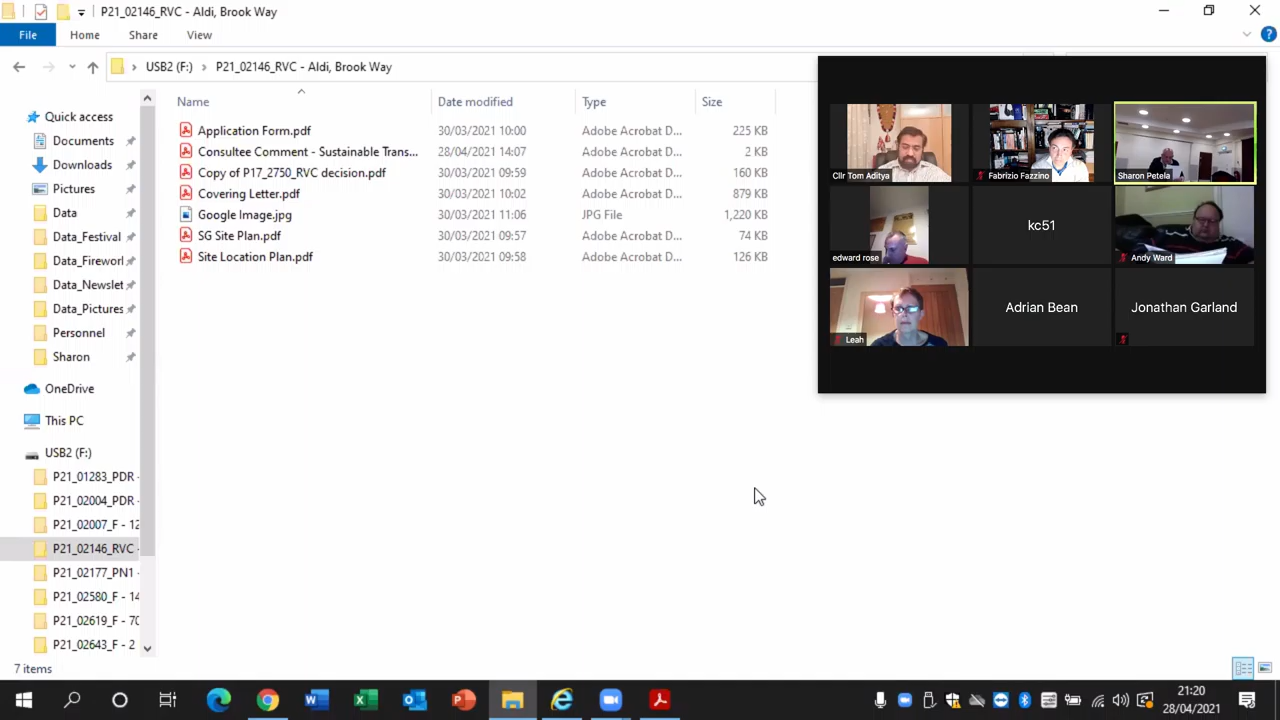 P21_02146_RVC - Aldi, Brook Way
File Home Share View
USB2 (F:) P21_02146_RVC - Aldi, Brook Way
Name Date modified Type Size
Application Form.pdf 30/03/2021 10:00 Adobe Acrobat D... 225 KB
Consultee Comment - Sustainable Trans... 28/04/2021 14:07 Adobe Acrobat D... 2 KB
Copy of P17_2750_RVC decision.pdf 30/03/2021 09:59 Adobe Acrobat D... 160 KB
Covering Letter.pdf 30/03/2021 10:02 Adobe Acrobat D... 879 KB
Google Image.jpg 30/03/2021 11:06 JPG File 1,220 KB
SG Site Plan.pdf 30/03/2021 09:57 Adobe Acrobat D... 74 KB
Site Location Plan.pdf 30/03/2021 09:58 Adobe Acrobat D... 126 KB
Quick access
Documents
Downloads
Pictures
Data
Data_Festival
Data_Firewor
Data_Newslet
Data_Pictures
Personnel
Sharon
OneDrive
This PC
USB2 (F:)
P21_01283_PDR -
P21_02004_PDR -
P21_02007_F - 12
P21_02146_RVC -
P21_02177_PN1 -
P21_02580_F - 14
P21_02619_F - 70
P21_02643_F - 2
7 items
Cllr Tom Aditya Fabrizio Fazzino Sharon Petela
edward rose kc51 Andy Ward
Leah Adrian Bean Jonathan Garland
21:20
28/04/2021